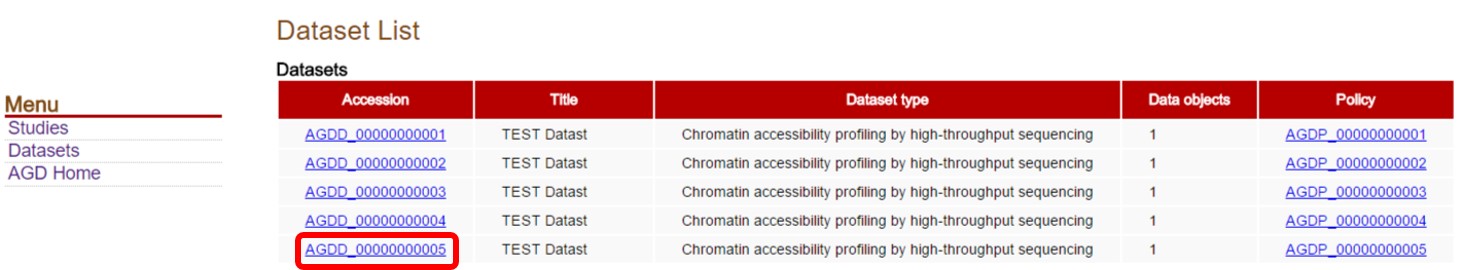 Dataset List
Datasets
Menu
Studies
Datasets
AGD Home
Accession Title Dataset type Data objects Policy
AGDD_00000000001 TEST Datast Chromatin accessibility profiling by high-throughput sequencing 1 AGDP_00000000001
AGDD_00000000002 TEST Datast Chromatin accessibility profiling by high-throughput sequencing 1 AGDP_00000000002
AGDD_00000000003 TEST Datast Chromatin accessibility profiling by high-throughput sequencing 1 AGDP_00000000003
AGDD_00000000004 TEST Datast Chromatin accessibility profiling by high-throughput sequencing 1 AGDP_00000000004
AGDD_00000000005 TEST Datast Chromatin accessibility profiling by high-throughput sequencing 1 AGDP_00000000005